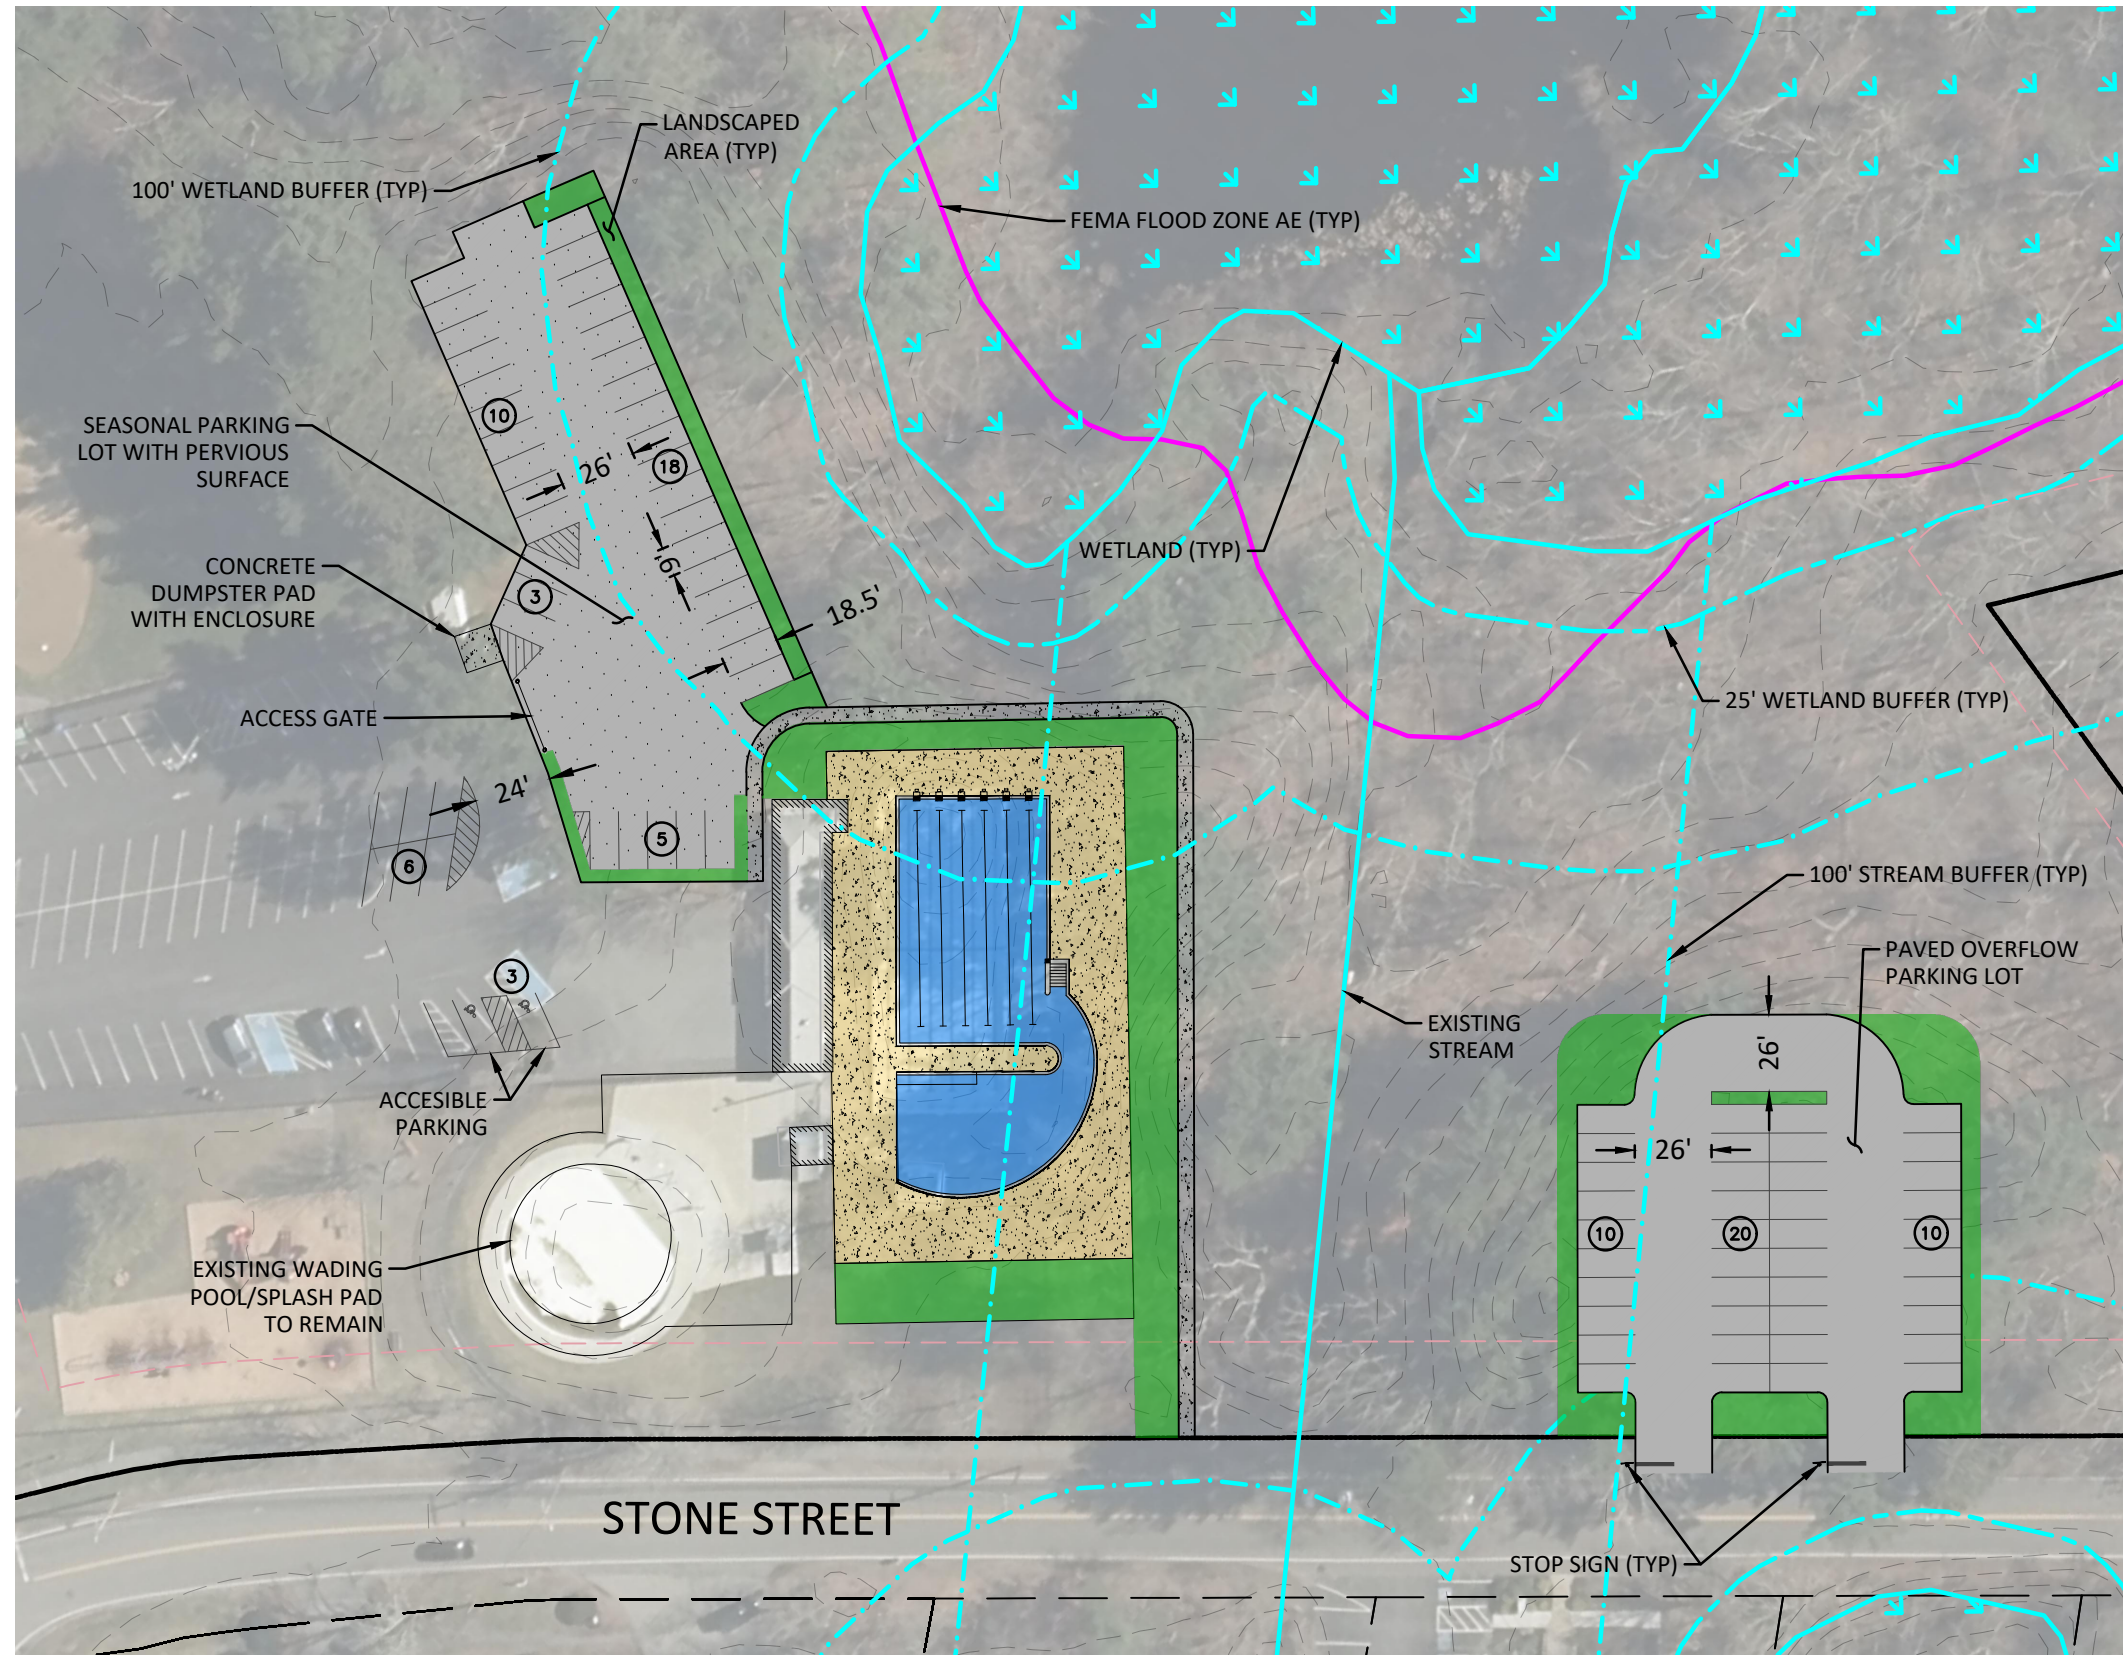 LANDSCAPED
AREA (TYP)
100' WETLAND BUFFER (TYP)
FEMA FLOOD ZONE AE (TYP)
SEASONAL PARKING
LOT WITH PERVIOUS
SURFACE
10
26'
18
WETLAND (TYP)
9'
CONCRETE
DUMPSTER PAD
WITH ENCLOSURE
3
18.5'
25' WETLAND BUFFER (TYP)
ACCESS GATE
24'
5
6
100' STREAM BUFFER (TYP)
PAVED OVERFLOW
PARKING LOT
3
EXISTING
STREAM
26'
ACCESIBLE
PARKING
26'
10
20
10
EXISTING WADING
POOL/SPLASH PAD
TO REMAIN
STONE STREET
STOP SIGN (TYP)